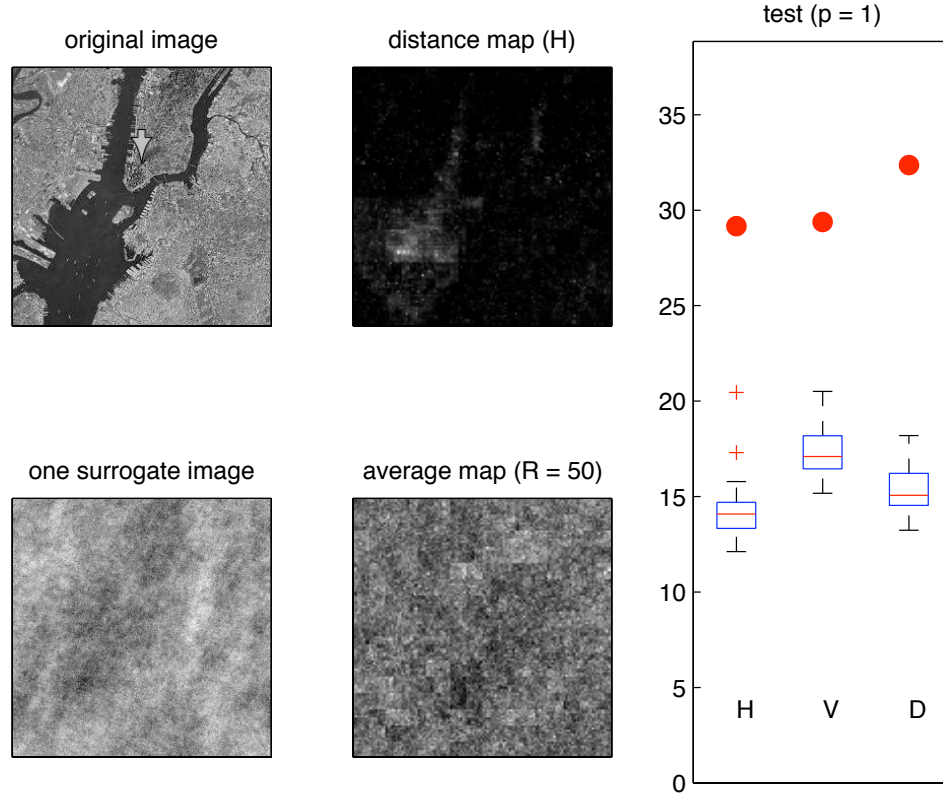 original image
distance map (H)
test (p = 1)
35
30
25
20
15
10
5
0
H V D
one surrogate image
average map (R = 50)